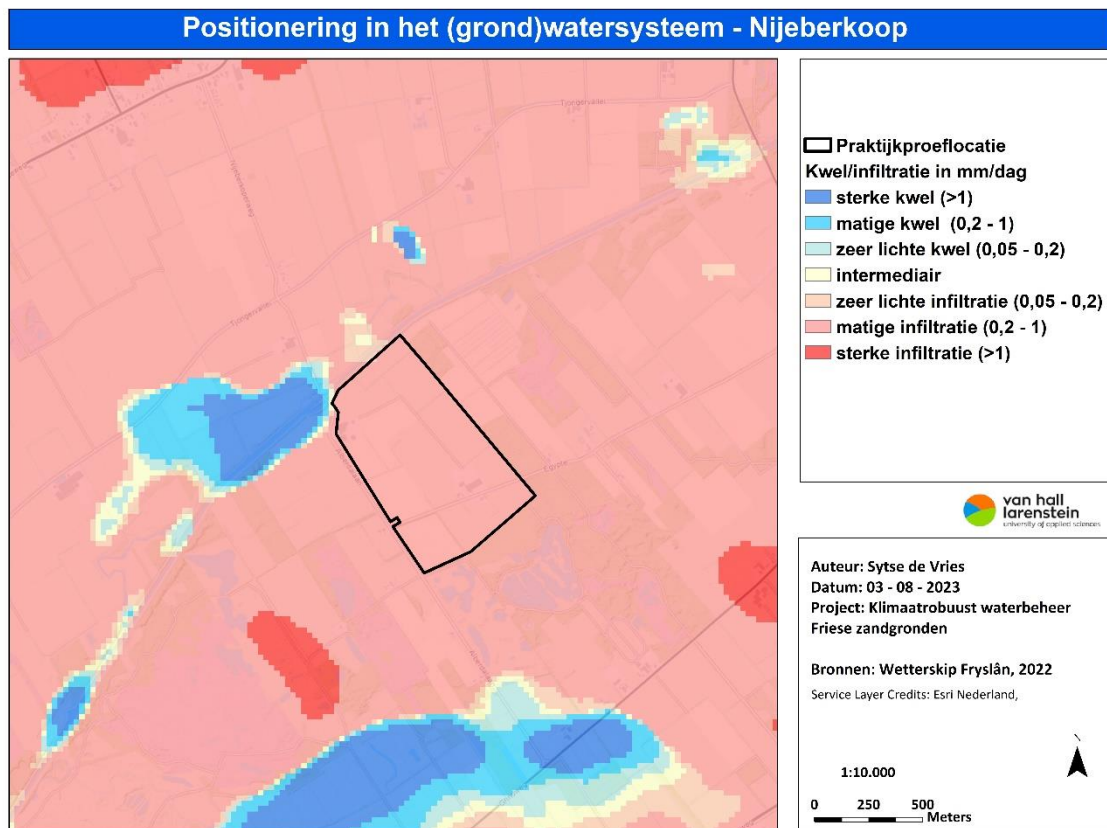 Positionering in het (grond)watersysteem - Nijeberkoop
Tjongervallei
Tjongervallei
Praktijkproeflocatie
Kwel/infiltratie in mm/dag
sterke kwel (>1)
matige kwel (0,2 - 1)
zeer lichte kwel (0,05 - 0,2)
intermediair
zeer lichte infiltratie (0,05 - 0,2)
matige infiltratie (0,2 - 1)
sterke infiltratie (>1)
van hall
larenstein
university of applied sciences
Auteur: Sytse de Vries
Datum: 03 - 08 - 2023
Project: Klimaatrobuust waterbeheer
Friese zandgronden
Bronnen: Wetterskip Fryslân, 2022
Service Layer Credits: Esri Nederland,
1:10.000
0 250 500
Meters